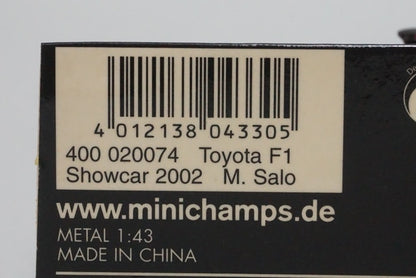 4 012138 043305
400 020074 Toyota F1
Showcar 2002 M. Salo
www.minichamps.de
METAL 1:43
MADE IN CHINA